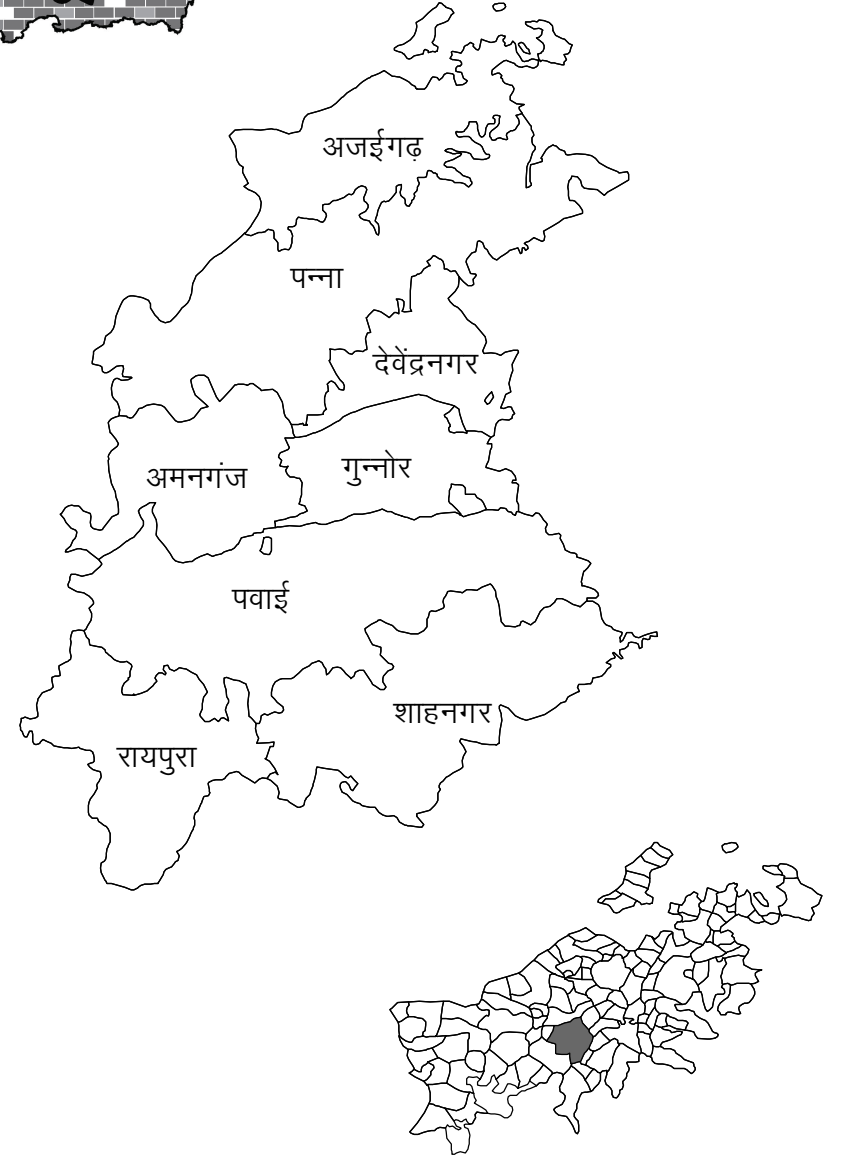 अजईगढ़
पन्ना
देवेंद्रनगर
अमनगंज
गुन्नोर
पवाई
शाहनगर
रायपुरा